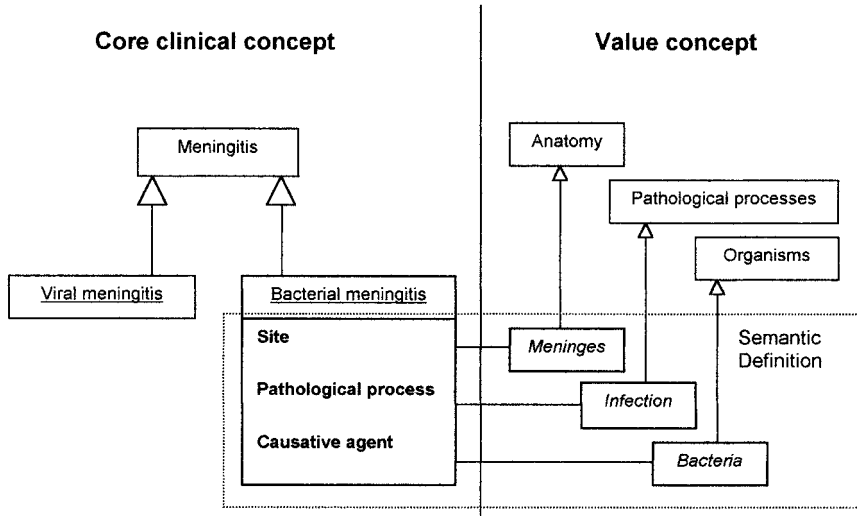 Core clinical concept
Value concept
Meningitis
Anatomy
Pathological processes
Organisms
Viral meningitis
Bacterial meningitis
Site
Pathological process
Causative agent
Meninges
Infection
Bacteria
Semantic
Definition